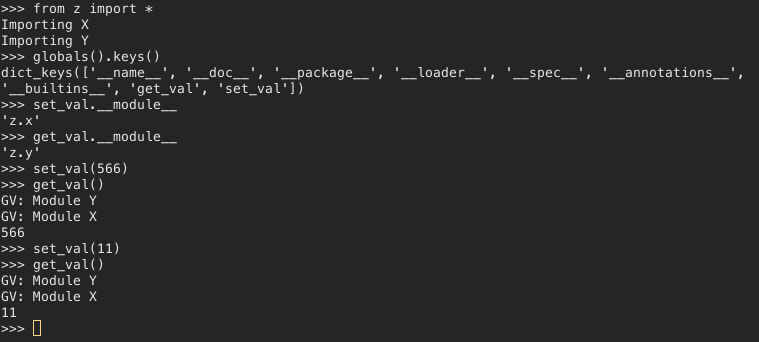 >>> from z import *
Importing X
Importing Y
>>> globals().keys()
dict_keys(['__name__', '__doc__', '__package__', '__loader__', '__spec__', '__annotations__',
'__builtins__', 'get_val', 'set_val'])
>>> set_val.__module__
'z.x'
>>> get_val.__module__
'z.y'
>>> set_val(566)
>>> get_val()
GV: Module Y
GV: Module X
566
>>> set_val(11)
>>> get_val()
GV: Module Y
GV: Module X
11
>>>